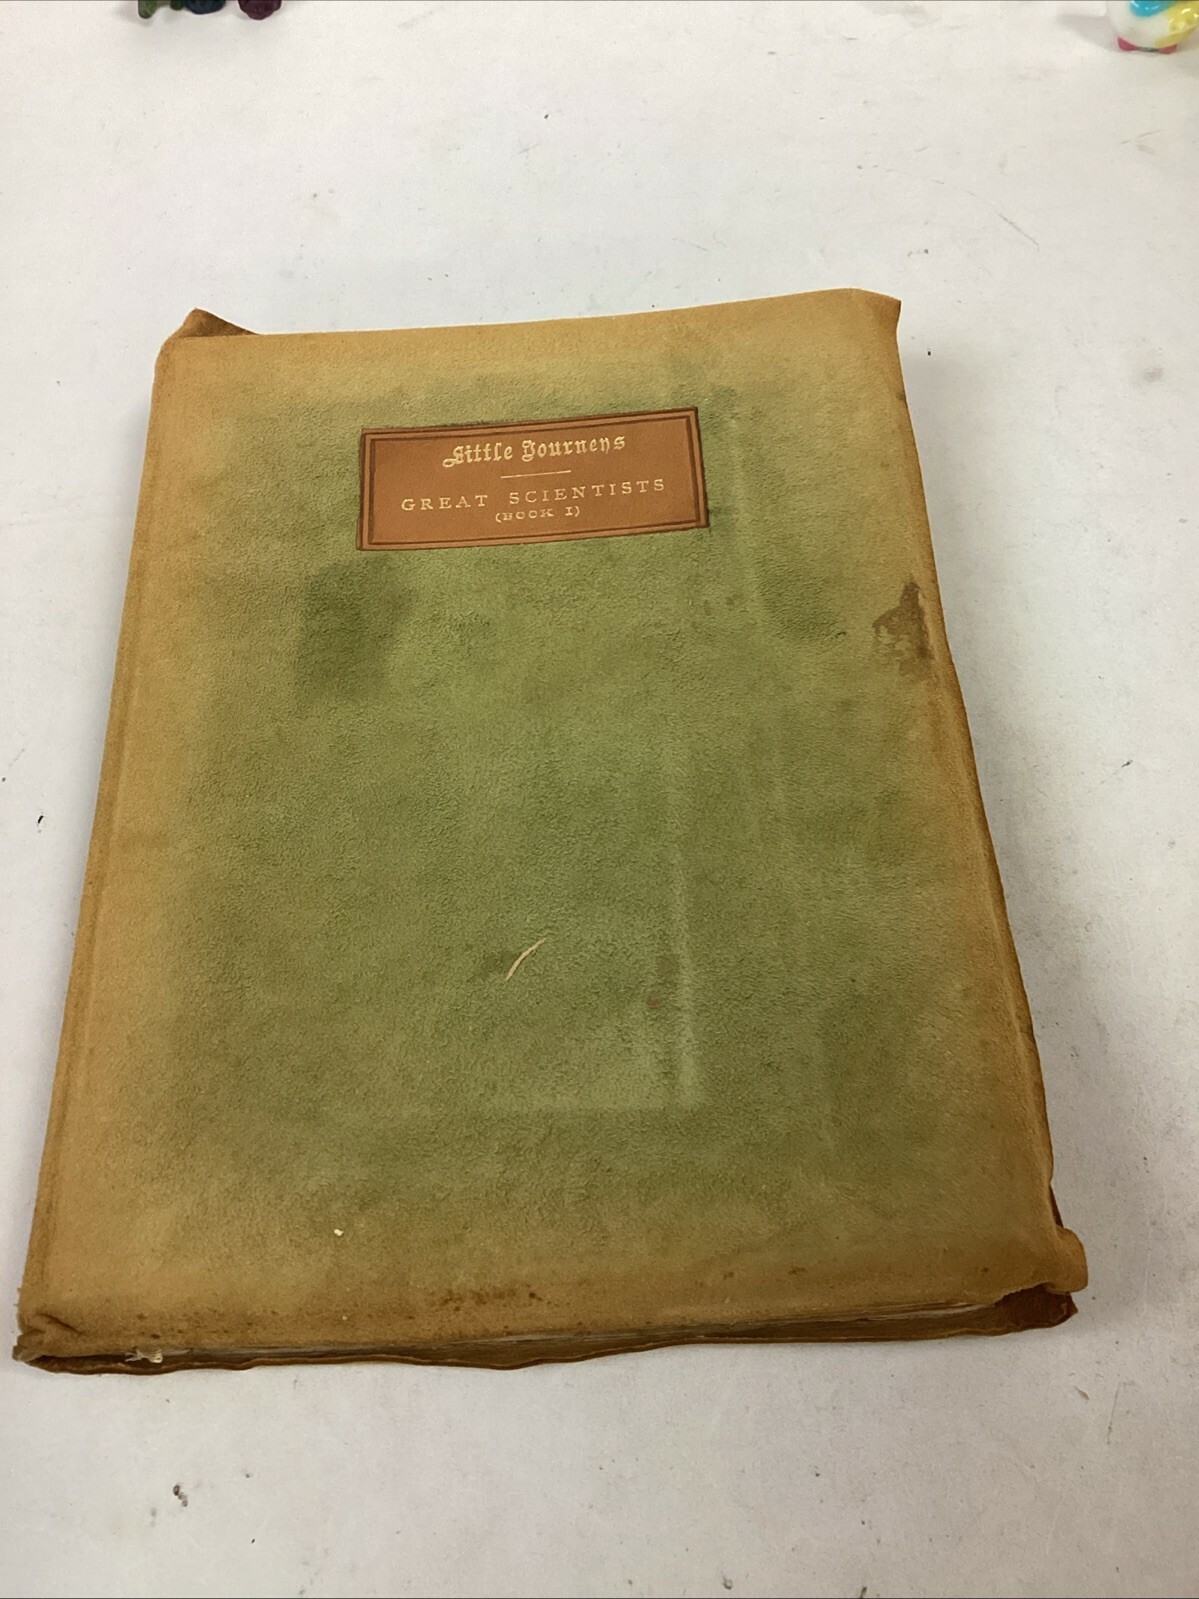 Little Journeys
GREAT SCIENTISTS
(BOOK I)